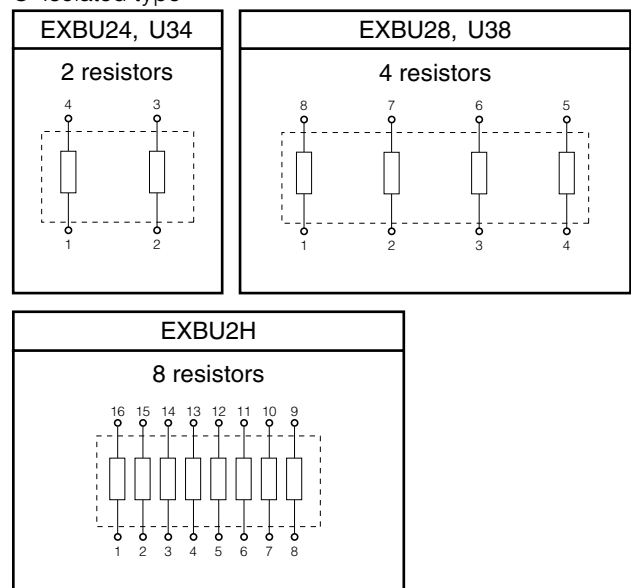 EXBU24, U34
2 resistors
4 3
1 2
EXBU28, U38
4 resistors
8 7 6 5
1 2 3 4
EXBU2H
8 resistors
16 15 14 13 12 11 10 9
1 2 3 4 5 6 7 8